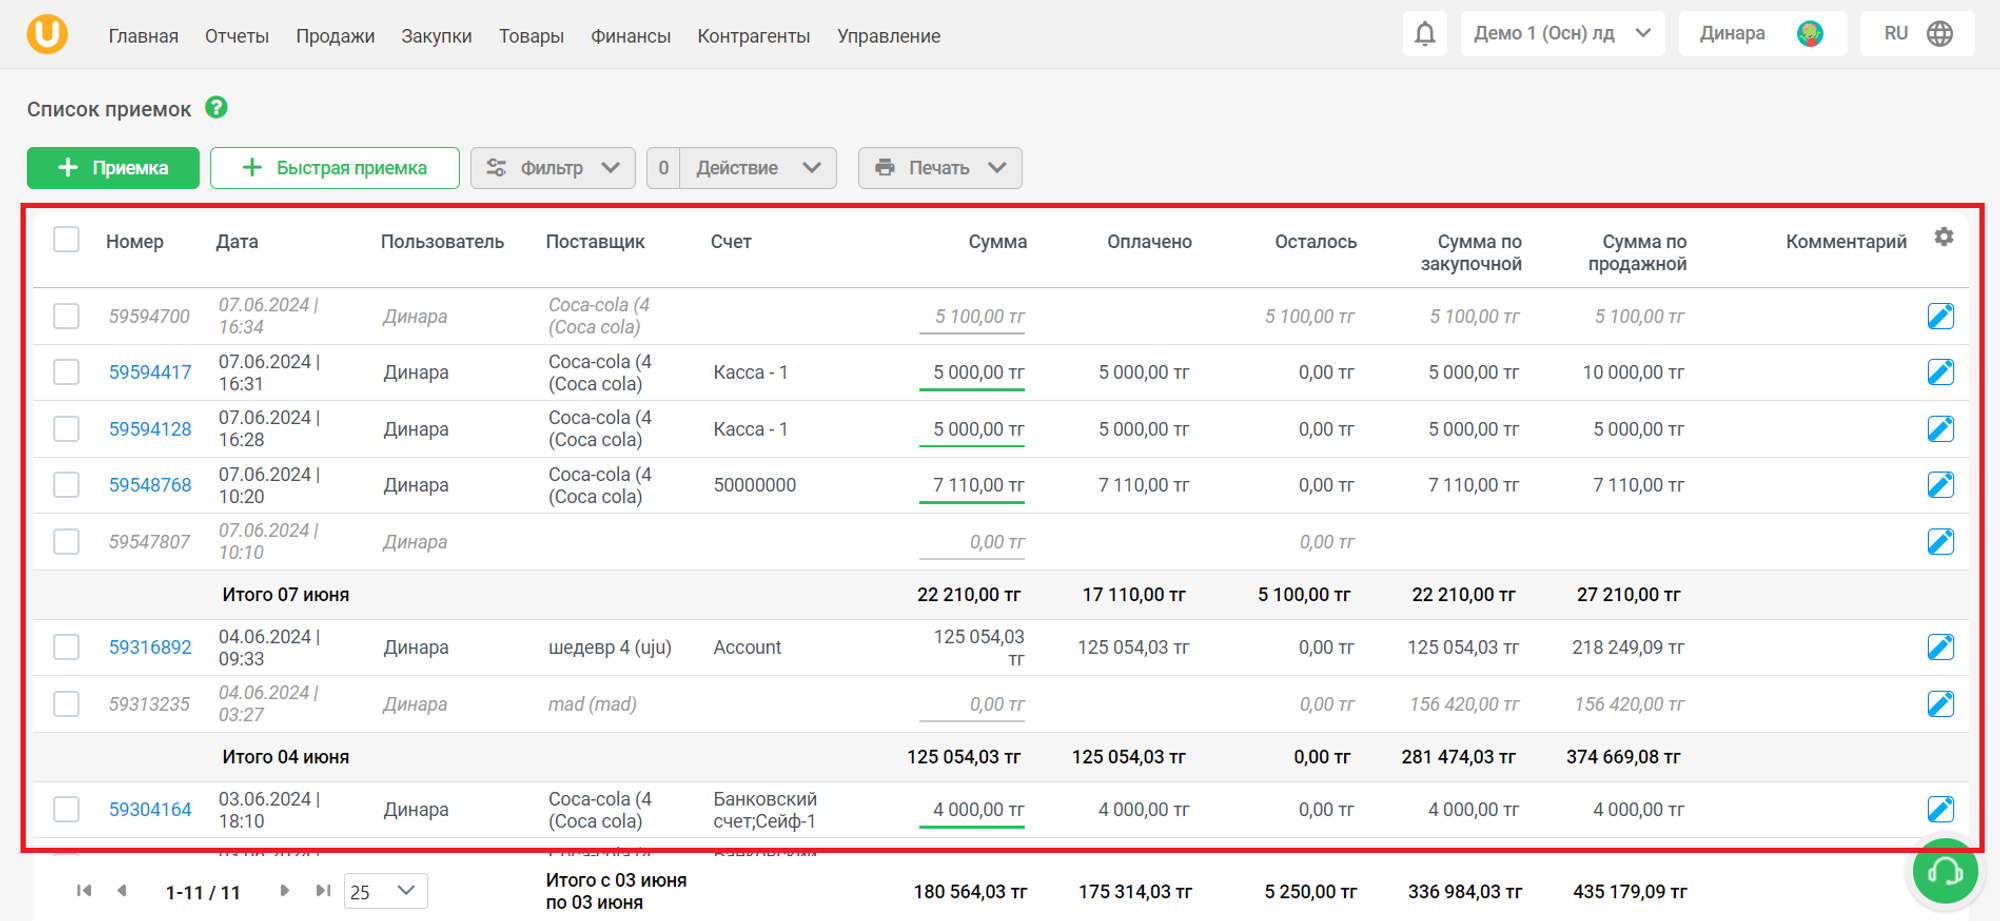 U Главная Отчеты Продажи Закупки Товары Финансы Контрагенты Управление Демо 1 (Осн) лд Динара RU
Список приемок ?
+ Приемка + Быстрая приемка Фильтр 0 Действие Печать
Номер Дата Пользователь Поставщик Счет Сумма Оплачено Осталось Сумма по закупочной Сумма по продажной Комментарий
59594700 07.06.2024 | 16:34 Динара Coca-cola (4 (Coca cola) 5 100,00 тг 5 100,00 тг 5 100,00 тг 5 100,00 тг
59594417 07.06.2024 | 16:31 Динара Coca-cola (4 (Coca cola) Касса - 1 5 000,00 тг 5 000,00 тг 0,00 тг 5 000,00 тг 10 000,00 тг
59594128 07.06.2024 | 16:28 Динара Coca-cola (4 (Coca cola) Касса - 1 5 000,00 тг 5 000,00 тг 0,00 тг 5 000,00 тг 5 000,00 тг
59548768 07.06.2024 | 10:20 Динара Coca-cola (4 (Coca cola) 50000000 7 110,00 тг 7 110,00 тг 0,00 тг 7 110,00 тг 7 110,00 тг
59547807 07.06.2024 | 10:10 Динара 0,00 тг 0,00 тг
Итого 07 июня 22 210,00 тг 17 110,00 тг 5 100,00 тг 22 210,00 тг 27 210,00 тг
59316892 04.06.2024 | 09:33 Динара шедевр 4 (uju) Account 125 054,03 тг 125 054,03 тг 0,00 тг 125 054,03 тг 218 249,09 тг
59313235 04.06.2024 | 03:27 Динара mad (mad) 0,00 тг 0,00 тг 156 420,00 тг 156 420,00 тг
Итого 04 июня 125 054,03 тг 125 054,03 тг 0,00 тг 281 474,03 тг 374 669,08 тг
59304164 03.06.2024 | 18:10 Динара Coca-cola (4 (Coca cola) Банковский счет;Сейф-1 4 000,00 тг 4 000,00 тг 0,00 тг 4 000,00 тг 4 000,00 тг
1-11 / 11 25 Итого с 03 июня по 03 июня 180 564,03 тг 175 314,03 тг 5 250,00 тг 336 984,03 тг 435 179,09 тг